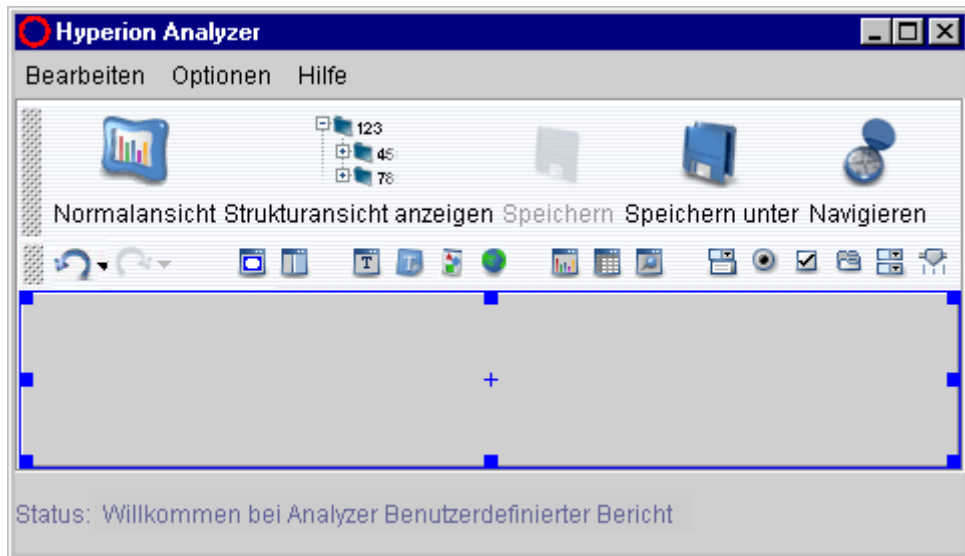 Hyperion Analyzer
Bearbeiten Optionen Hilfe
123
45
78
Normalansicht Strukturansicht anzeigen Speichern Speichern unter Navigieren
T T
Status: Willkommen bei Analyzer Benutzerdefinierter Bericht